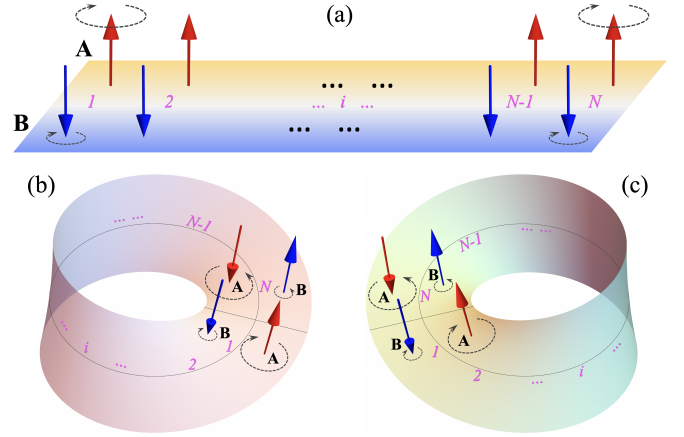 (a)
A
1 2 ... i ... N-1 N
... ...
B
... ...
(b) (c)
... ... N-1
N
A B
B
A
1
2
i ...
...
N-1 ... ...
B
A N
A
B
1
2 ... i ...